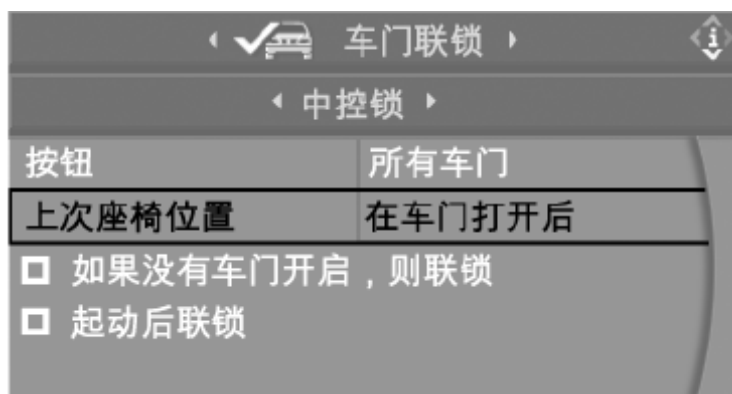 车门联锁
中控锁
按钮 所有车门
上次座椅位置 在车门打开后
如果没有车门开启，则联锁
起动后联锁